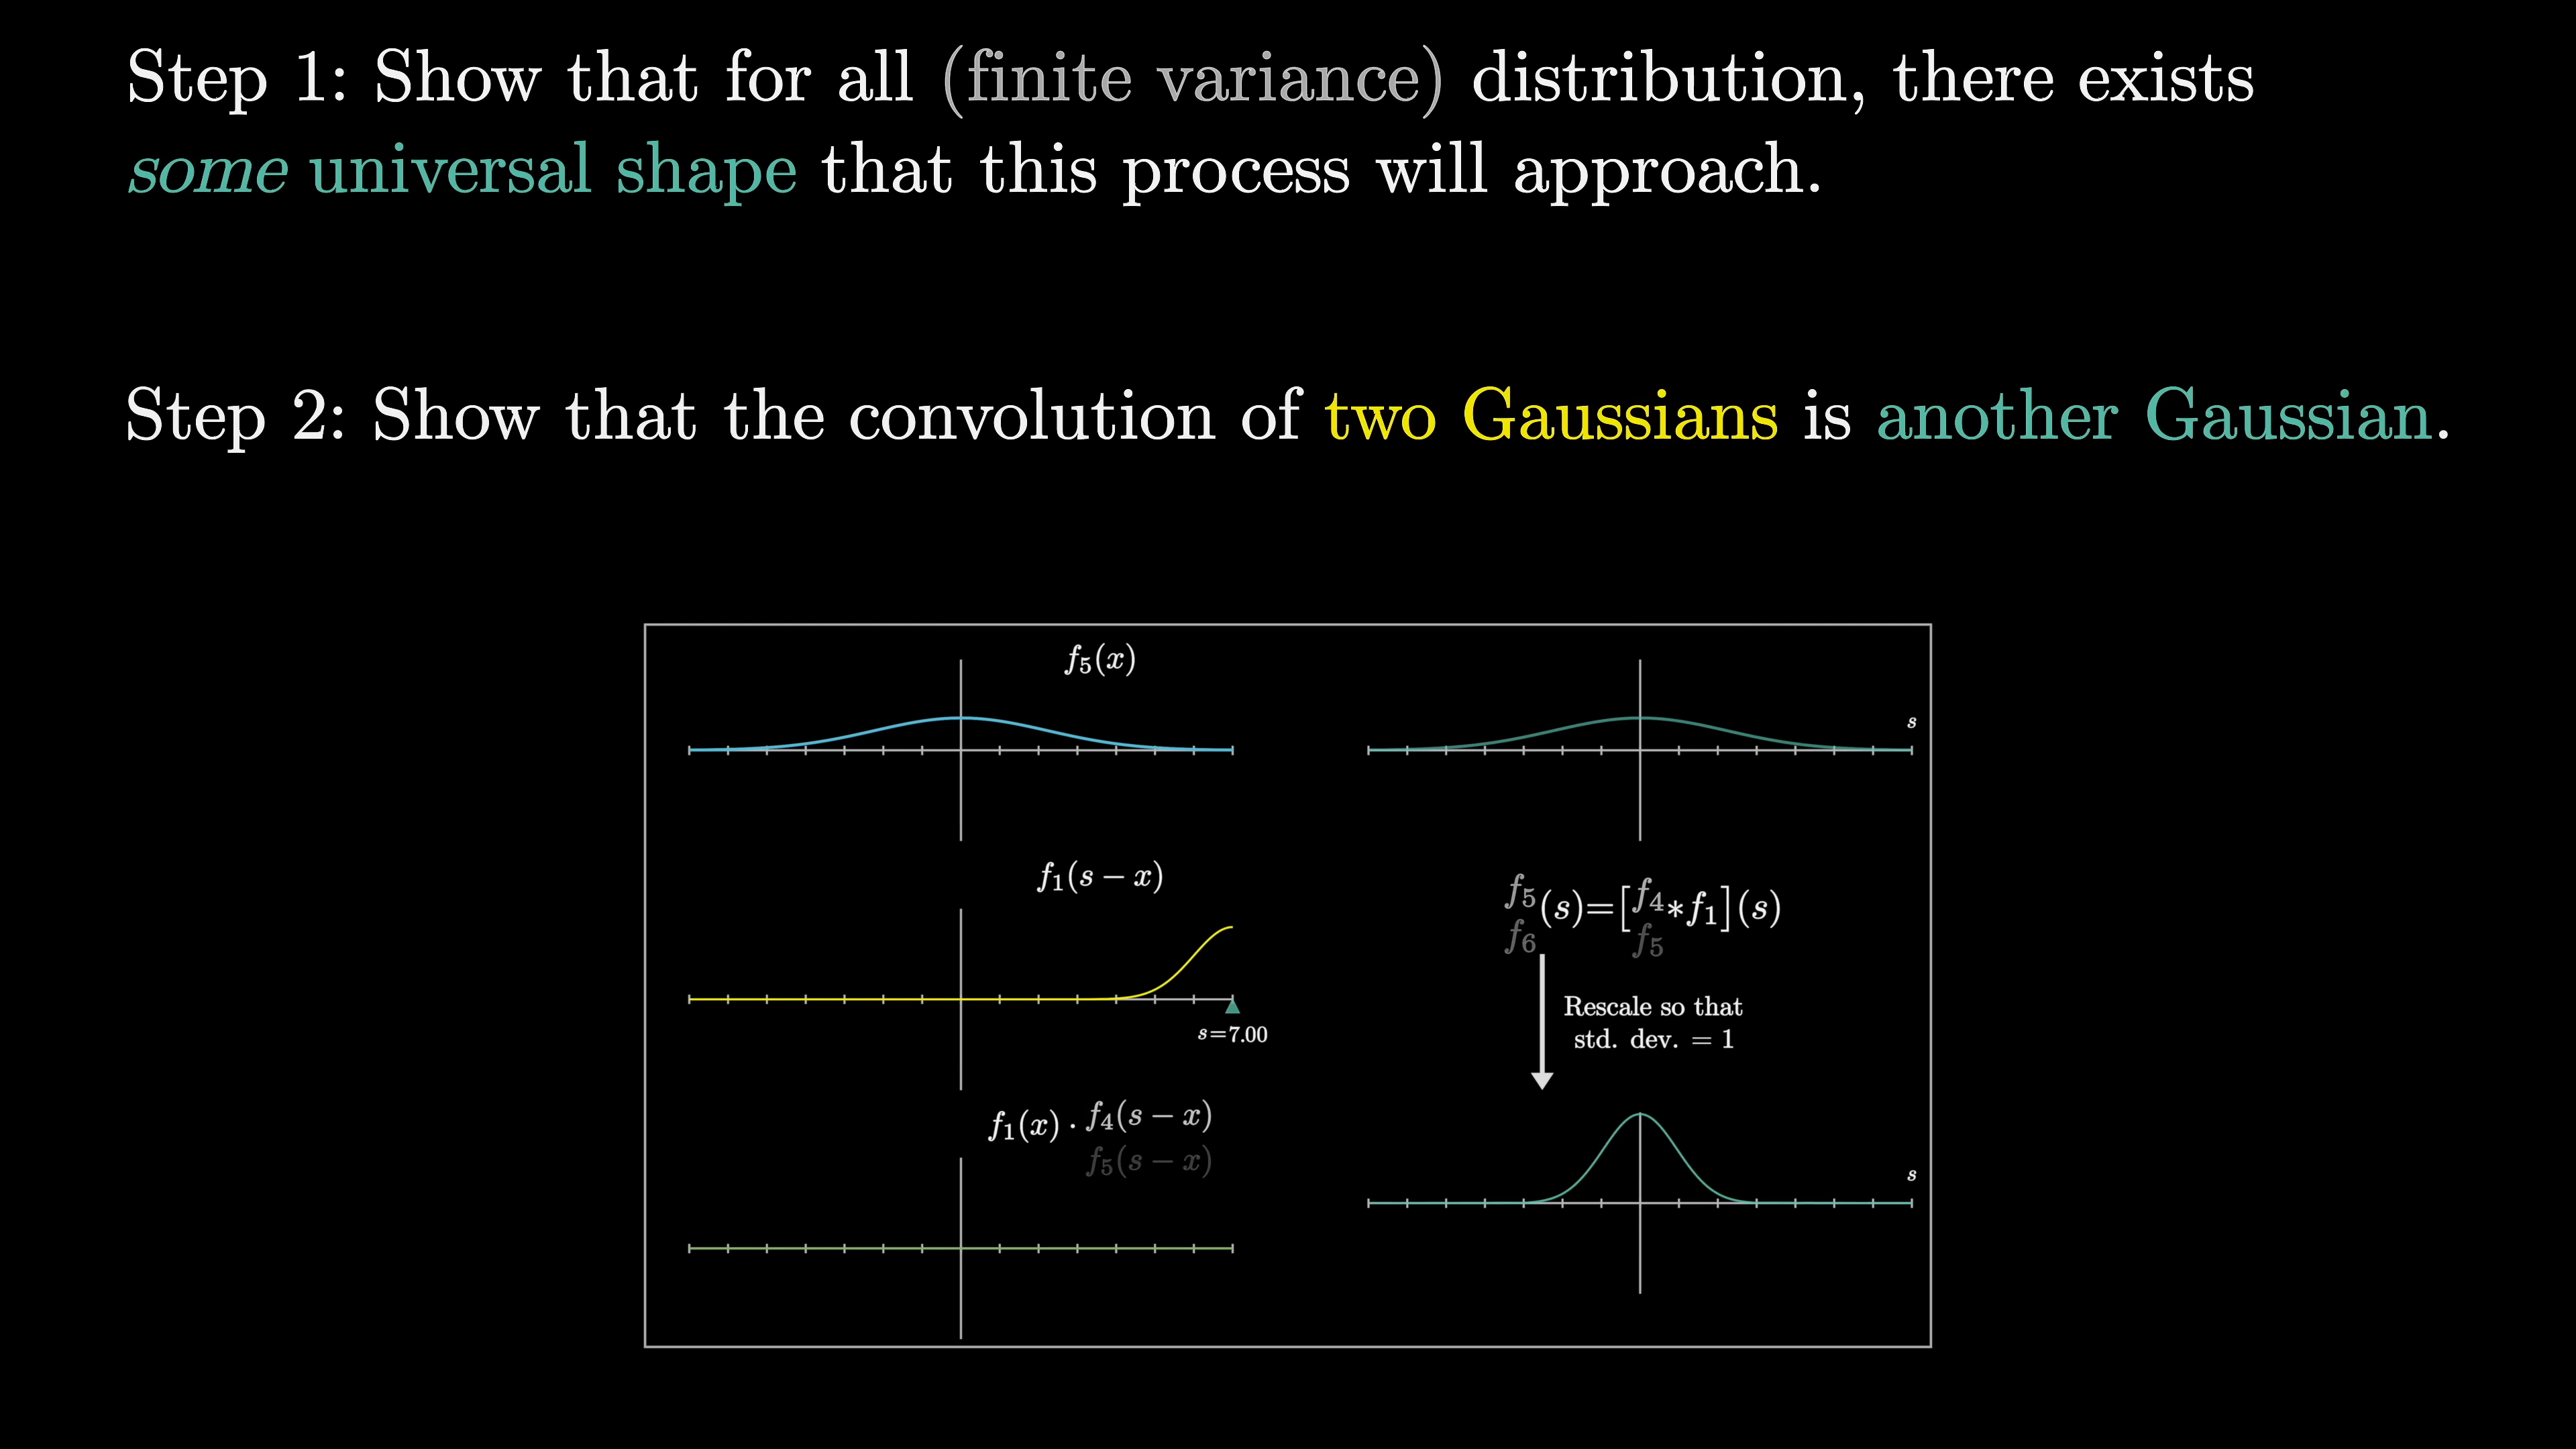 Step 1: Show that for all (finite variance) distribution, there exists
some universal shape that this process will approach.
Step 2: Show that the convolution of two Gaussians is another Gaussian.
f₅(x)
s
f₁(s − x)
s=7.00
f₁(x) · f₄(s − x)
f₅(s − x)
f₅(s)=[f₄*f₁](s)
f₆ f₅
Rescale so that
std. dev. = 1
s